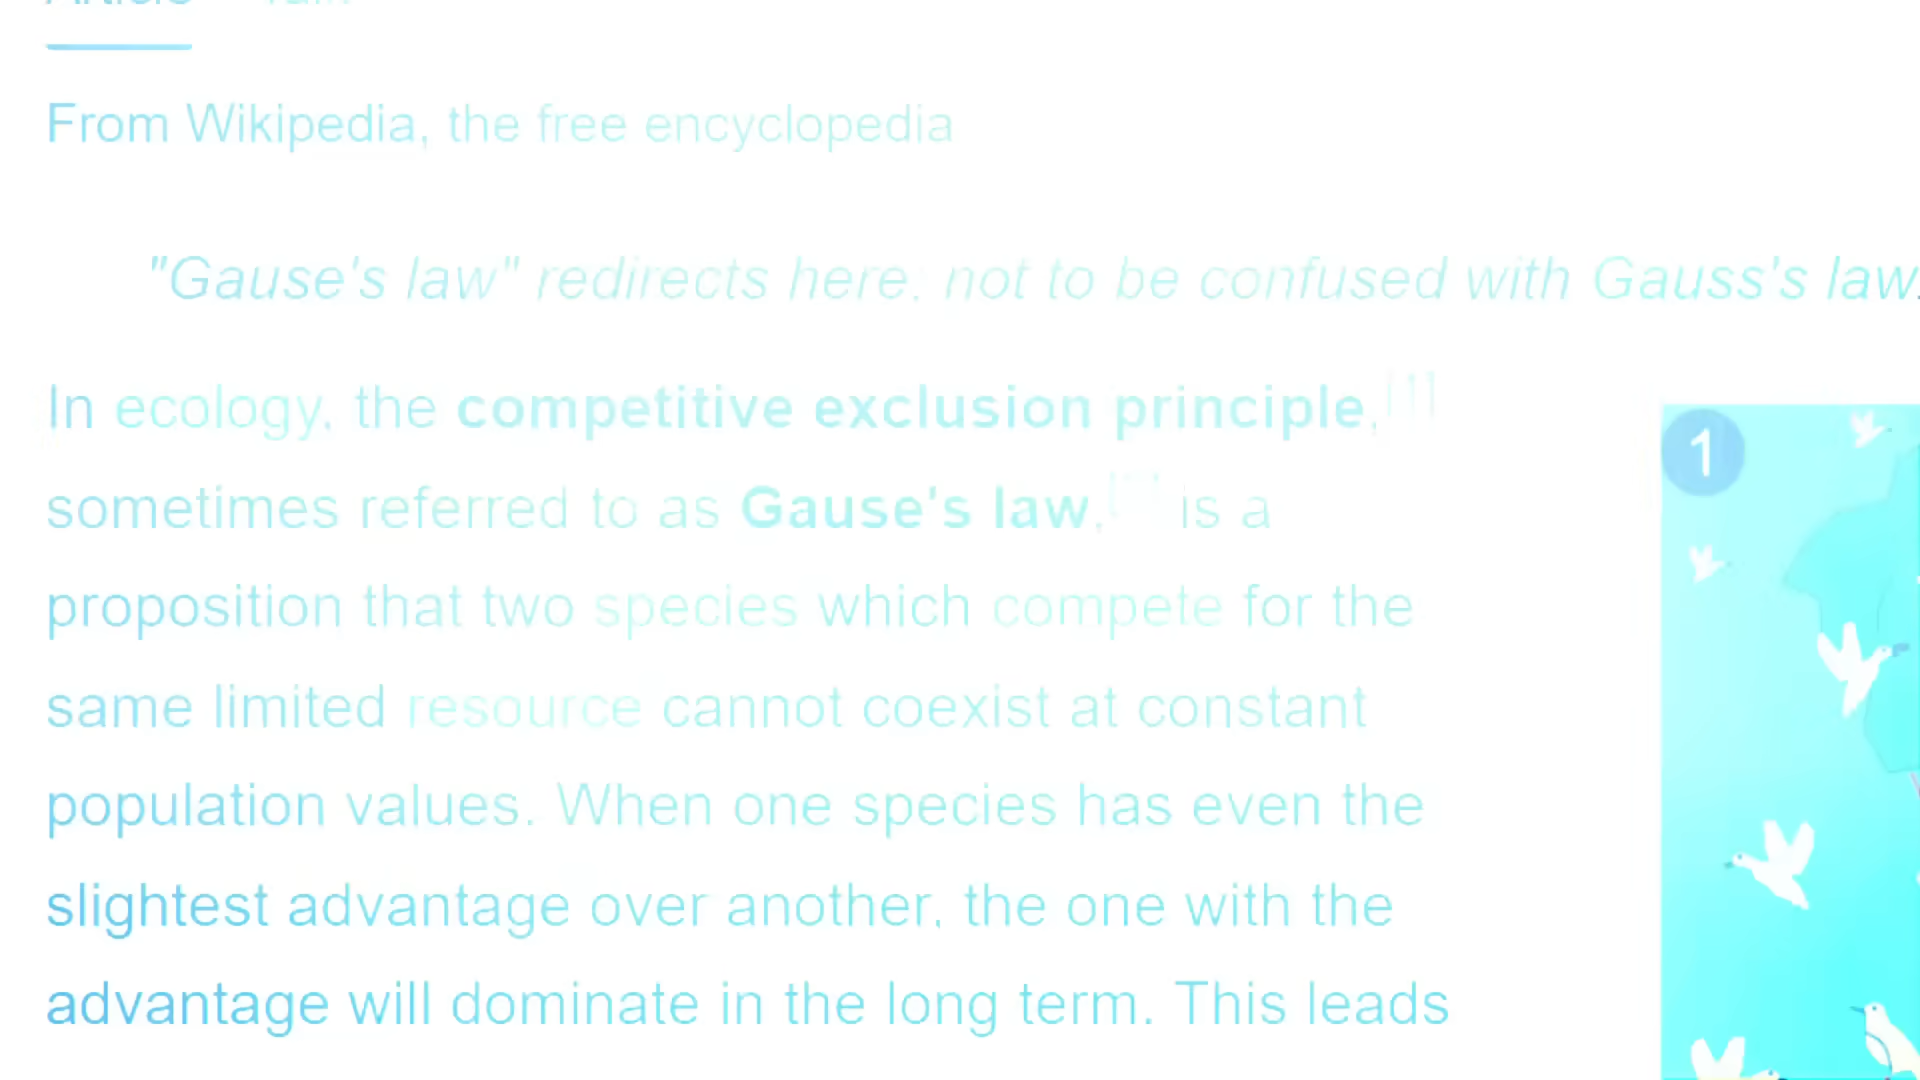 Article Talk
From Wikipedia, the free encyclopedia
"Gause's law" redirects here; not to be confused with Gauss's law.
In ecology, the competitive exclusion principle,[1]
sometimes referred to as Gause's law, is a
proposition that two species which compete for the
same limited resource cannot coexist at constant
population values. When one species has even the
slightest advantage over another, the one with the
advantage will dominate in the long term. This leads
1